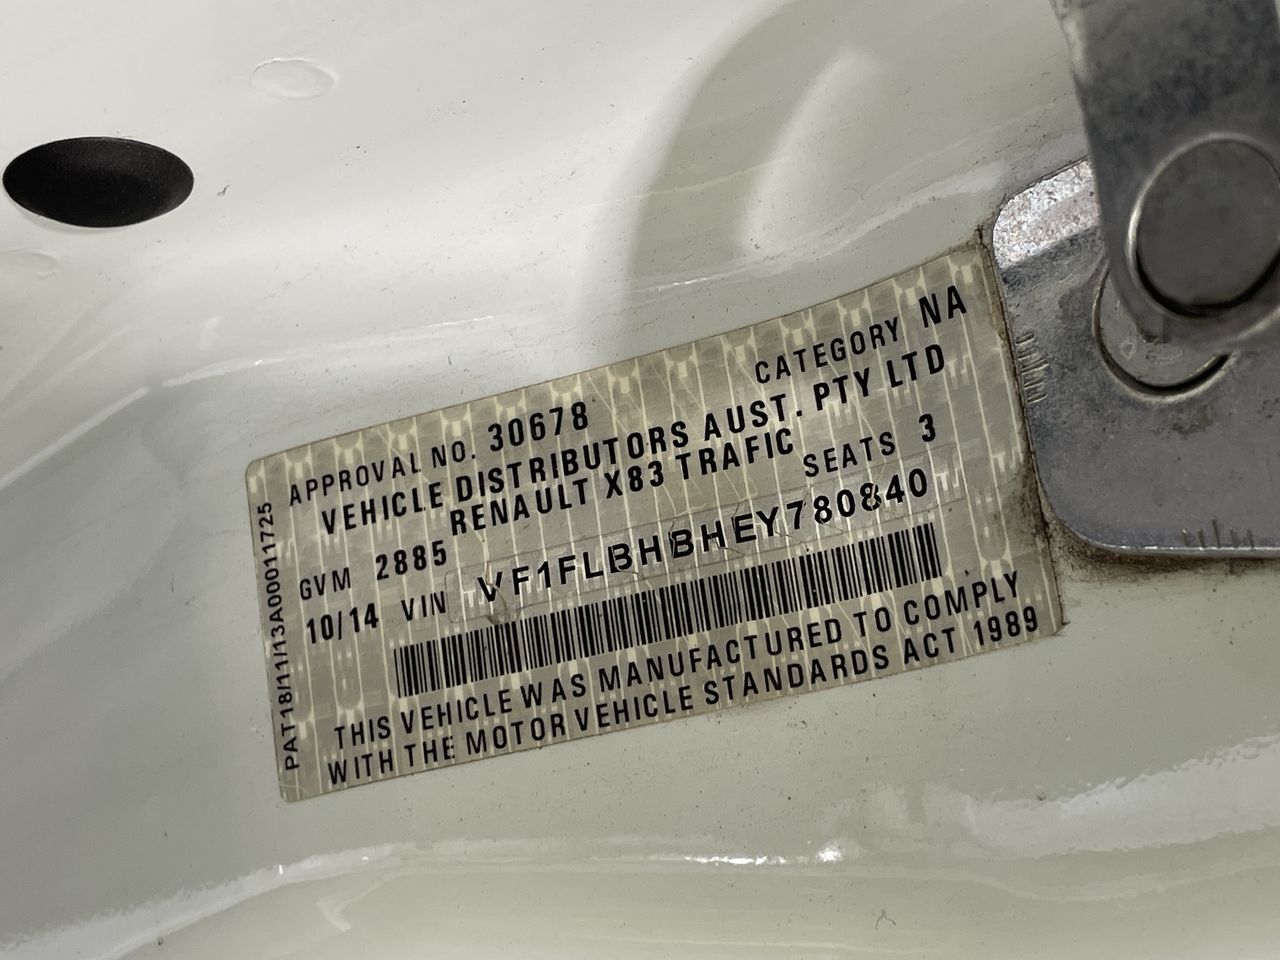 CATEGORY NA
APPROVAL NO. 30678
VEHICLE DISTRIBUTORS AUST. PTY LTD
RENAULT X83 TRAFIC
GVM 2885 SEATS 3
10/14 VIN VF1FLBHBHEY780840
THIS VEHICLE WAS MANUFACTURED TO COMPLY
WITH THE MOTOR VEHICLE STANDARDS ACT 1989
PAT18/11/13A00011725